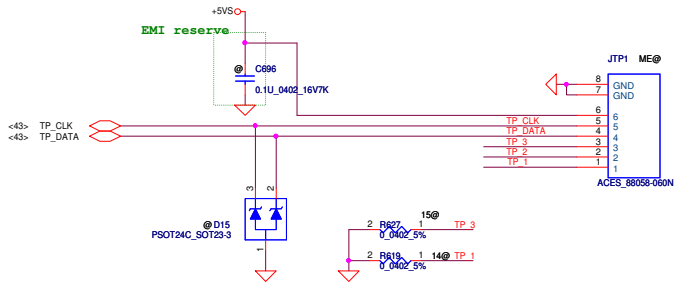 +5VS
EMI reserve
@ C696
0.1U_0402_16V7K
JTP1 ME@
8 GND
7 GND
6 6
TP_CLK 5 5
TP_DATA 4 4
TP_3 3 3
TP_2 2 2
TP_1 1 1
ACES_88058-060N
<43> TP_CLK
<43> TP_DATA
3 2
@ D15
PSOT24C_SOT23-3
1
15@
2 R627 1 TP_3
0_0402_5%
2 R619 1 14@ TP_1
0_0402_5%